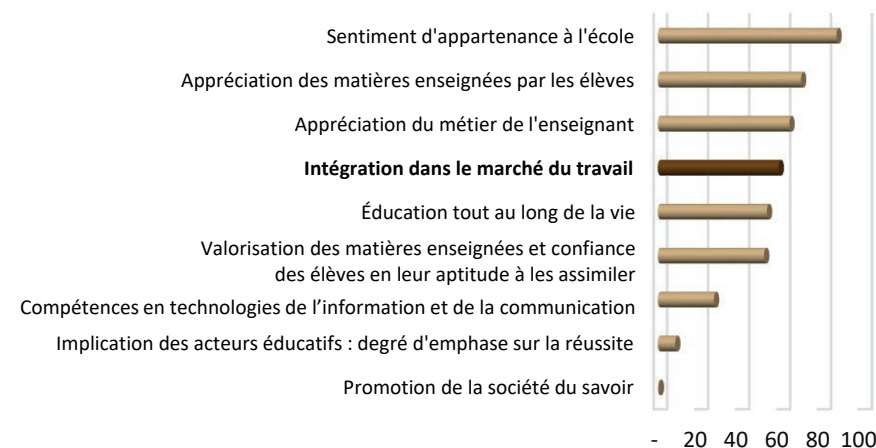 Sentiment d'appartenance à l'école
Appréciation des matières enseignées par les élèves
Appréciation du métier de l'enseignant
Intégration dans le marché du travail
Éducation tout au long de la vie
Valorisation des matières enseignées et confiance
des élèves en leur aptitude à les assimiler
Compétences en technologies de l’information et de la communication
Implication des acteurs éducatifs : degré d'emphase sur la réussite
Promotion de la société du savoir
- 20 40 60 80 100